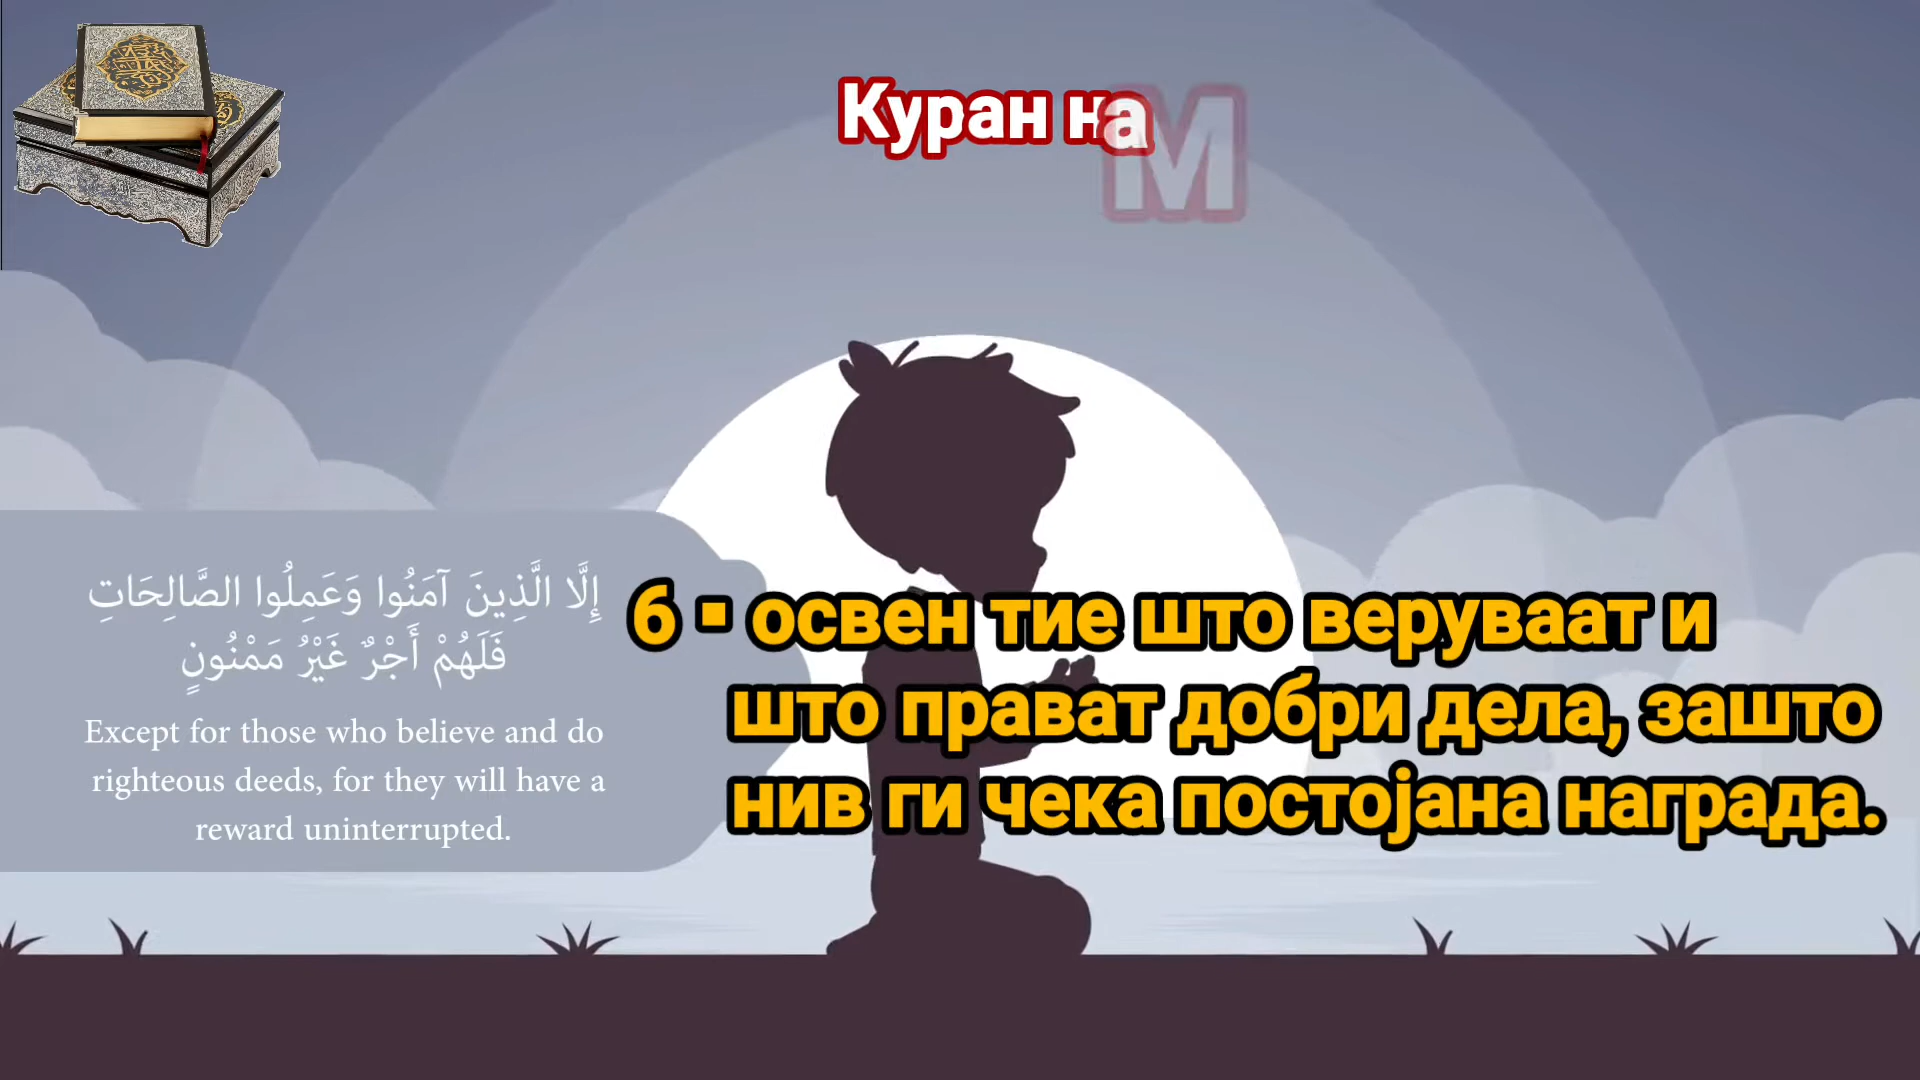 Куран на М
إِلَّا الَّذِينَ آمَنُوا وَعَمِلُوا الصَّالِحَاتِ
فَلَهُمْ أَجْرٌ غَيْرُ مَمْنُونٍ
Except for those who believe and do
righteous deeds, for they will have a
reward uninterrupted.
6 ▪ освен тие што веруваат и
што прават добри дела, зашто
нив ги чека постојана награда.